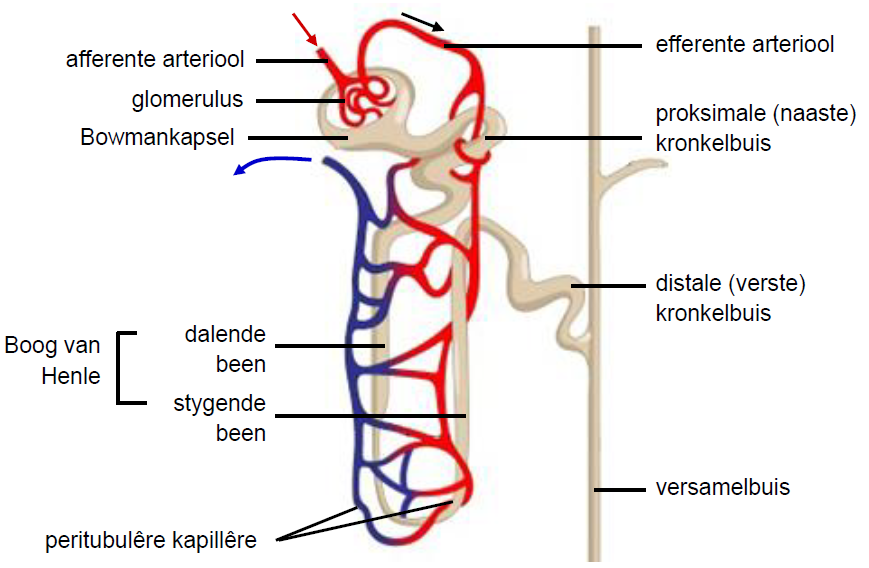 afferente arteriool
glomerulus
Bowmankapsel
Boog van
Henle
dalende
been
stygende
been
peritubulêre kapillêre
efferente arteriool
proksimale (naaste)
kronkelbuis
distale (verste)
kronkelbuis
versamelbuis